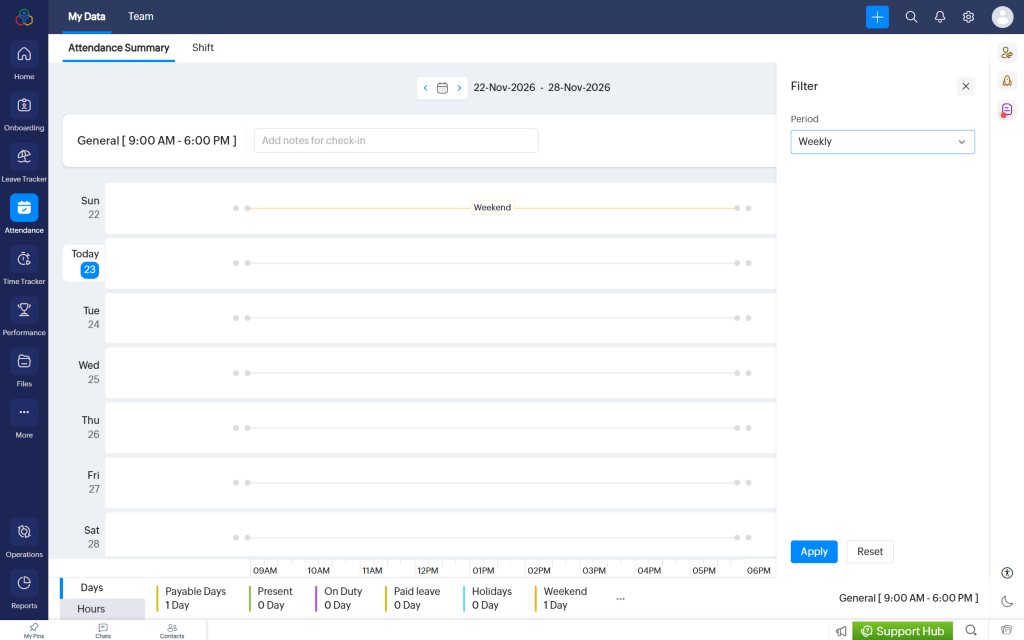 My Data
Team
Attendance Summary
Shift
Home
Onboarding
Leave Tracker
Attendance
Time Tracker
Performance
Files
More
Operations
Reports
22-Nov-2026 - 28-Nov-2026
General [ 9:00 AM - 6:00 PM ]
Add notes for check-in
Sun
22
Weekend
Today
23
Tue
24
Wed
25
Thu
26
Fri
27
Sat
28
09AM 10AM 11AM 12PM 01PM 02PM 03PM 04PM 05PM 06PM
Filter
Period
Weekly
Apply
Reset
Days
Hours
Payable Days
1 Day
Present
0 Day
On Duty
0 Day
Paid leave
0 Day
Holidays
0 Day
Weekend
1 Day
General [ 9:00 AM - 6:00 PM ]
My Pins
Chats
Contacts
Support Hub